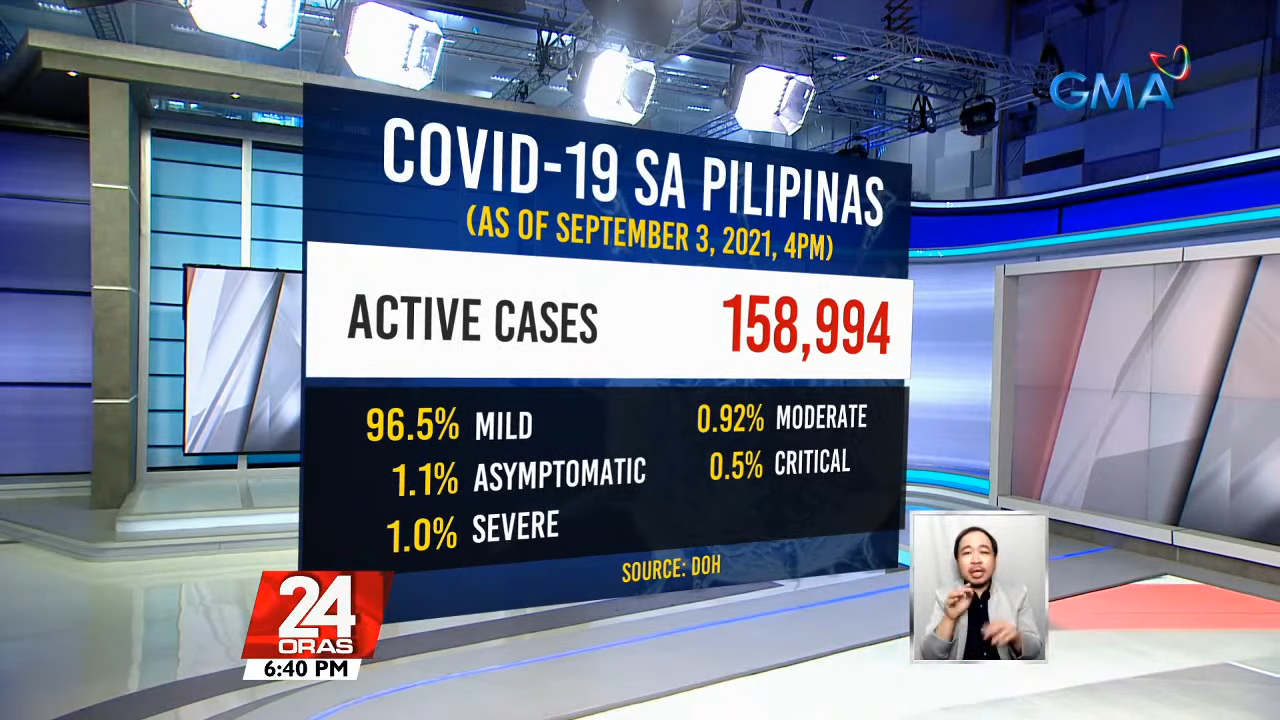 GMA
COVID-19 SA PILIPINAS
(AS OF SEPTEMBER 3, 2021, 4PM)
ACTIVE CASES 158,994
96.5% MILD
1.1% ASYMPTOMATIC
1.0% SEVERE
0.92% MODERATE
0.5% CRITICAL
SOURCE: DOH
24
ORAS
6:40 PM